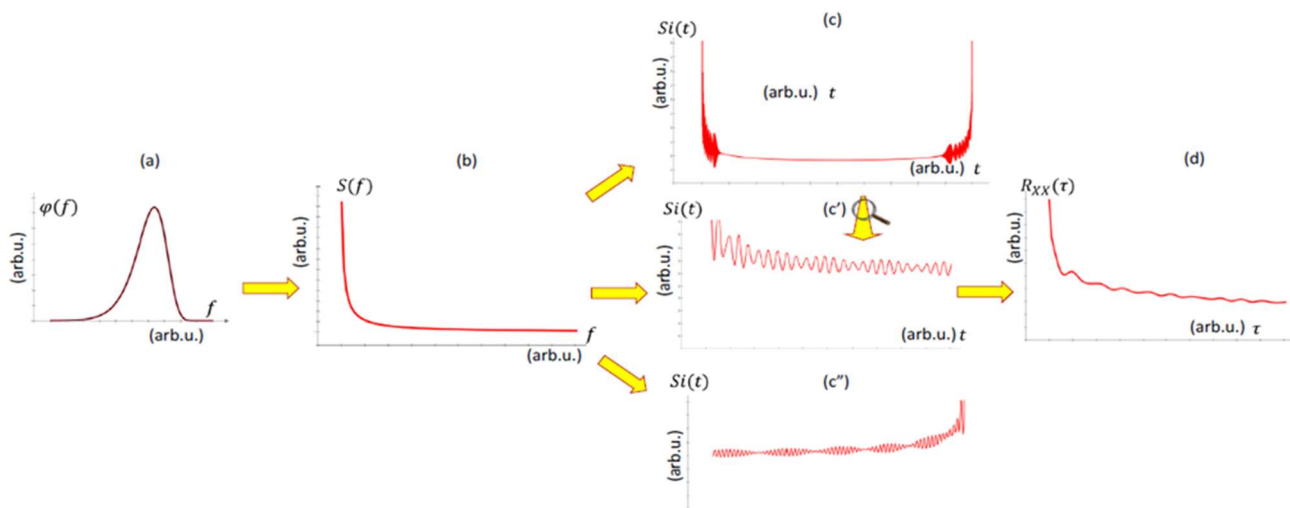 (a)
φ(f)
(arb.u.)
f
(arb.u.)
(b)
S(f)
(arb.u.)
f
(arb.u.)
(c)
Si(t)
(arb.u.)
(arb.u.) t
(arb.u.) t
(c')
Si(t)
(arb.u.)
(arb.u.) t
(c")
Si(t)
(arb.u.)
(d)
R_XX(τ)
(arb.u.)
(arb.u.) τ